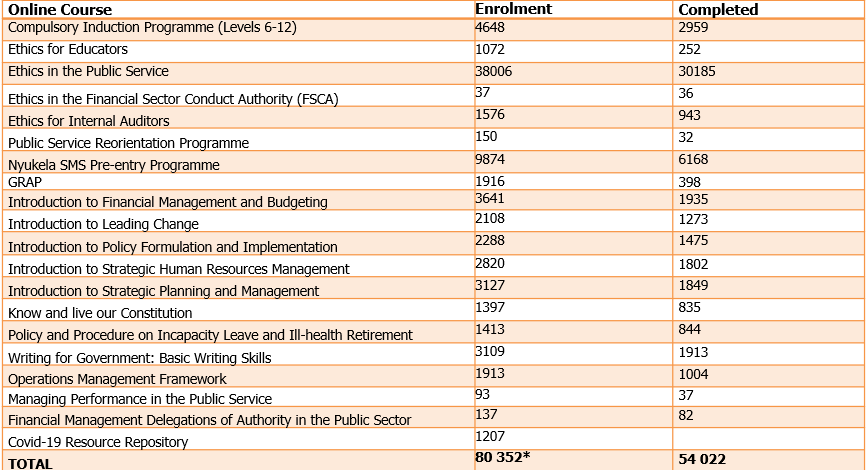 Online Course Enrolment Completed
Compulsory Induction Programme (Levels 6-12) 4648 2959
Ethics for Educators 1072 252
Ethics in the Public Service 38006 30185
Ethics in the Financial Sector Conduct Authority (FSCA) 37 36
Ethics for Internal Auditors 1576 943
Public Service Reorientation Programme 150 32
Nyukela SMS Pre-entry Programme 9874 6168
GRAP 1916 398
Introduction to Financial Management and Budgeting 3641 1935
Introduction to Leading Change 2108 1273
Introduction to Policy Formulation and Implementation 2288 1475
Introduction to Strategic Human Resources Management 2820 1802
Introduction to Strategic Planning and Management 3127 1849
Know and live our Constitution 1397 835
Policy and Procedure on Incapacity Leave and Ill-health Retirement 1413 844
Writing for Government: Basic Writing Skills 3109 1913
Operations Management Framework 1913 1004
Managing Performance in the Public Service 93 37
Financial Management Delegations of Authority in the Public Sector 137 82
Covid-19 Resource Repository 1207
TOTAL 80 352* 54 022